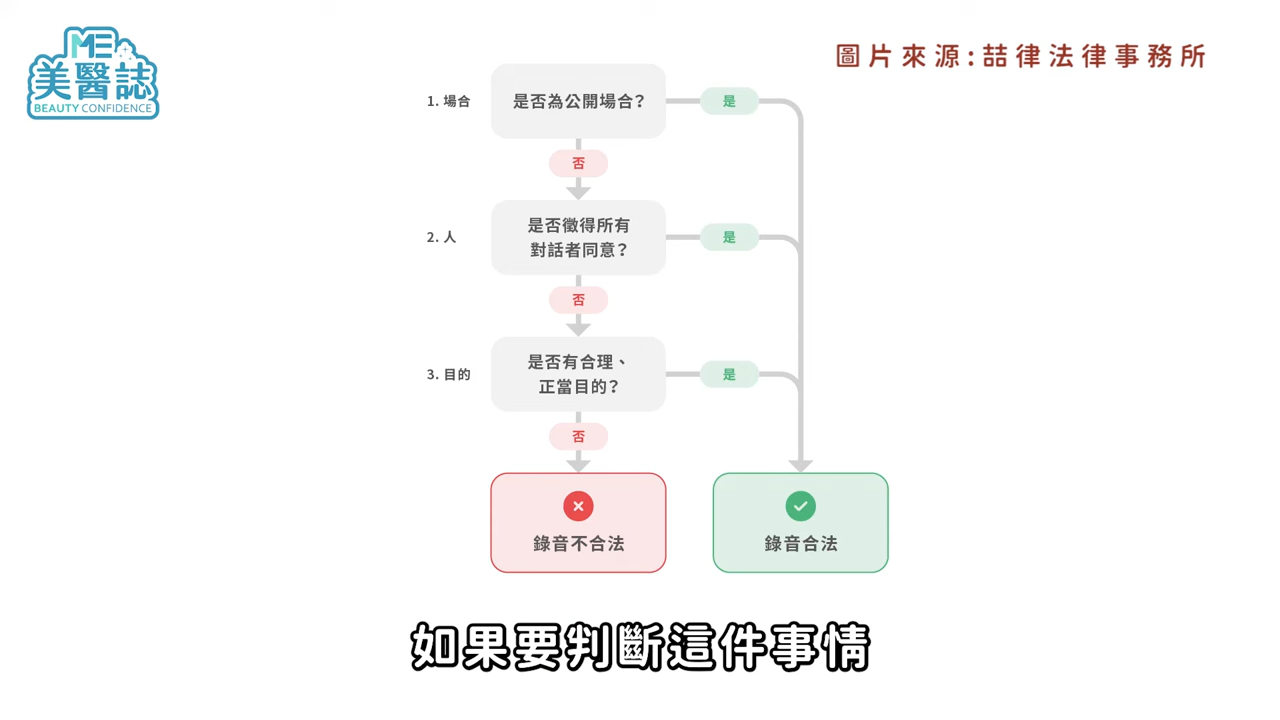 ME
美醫誌
BEAUTY CONFIDENCE
圖片來源:喆律法律事務所
1. 場合
是否為公開場合？
是
否
2. 人
是否徵得所有
對話者同意？
是
否
3. 目的
是否有合理、
正當目的？
是
否
錄音不合法
錄音合法
如果要判斷這件事情